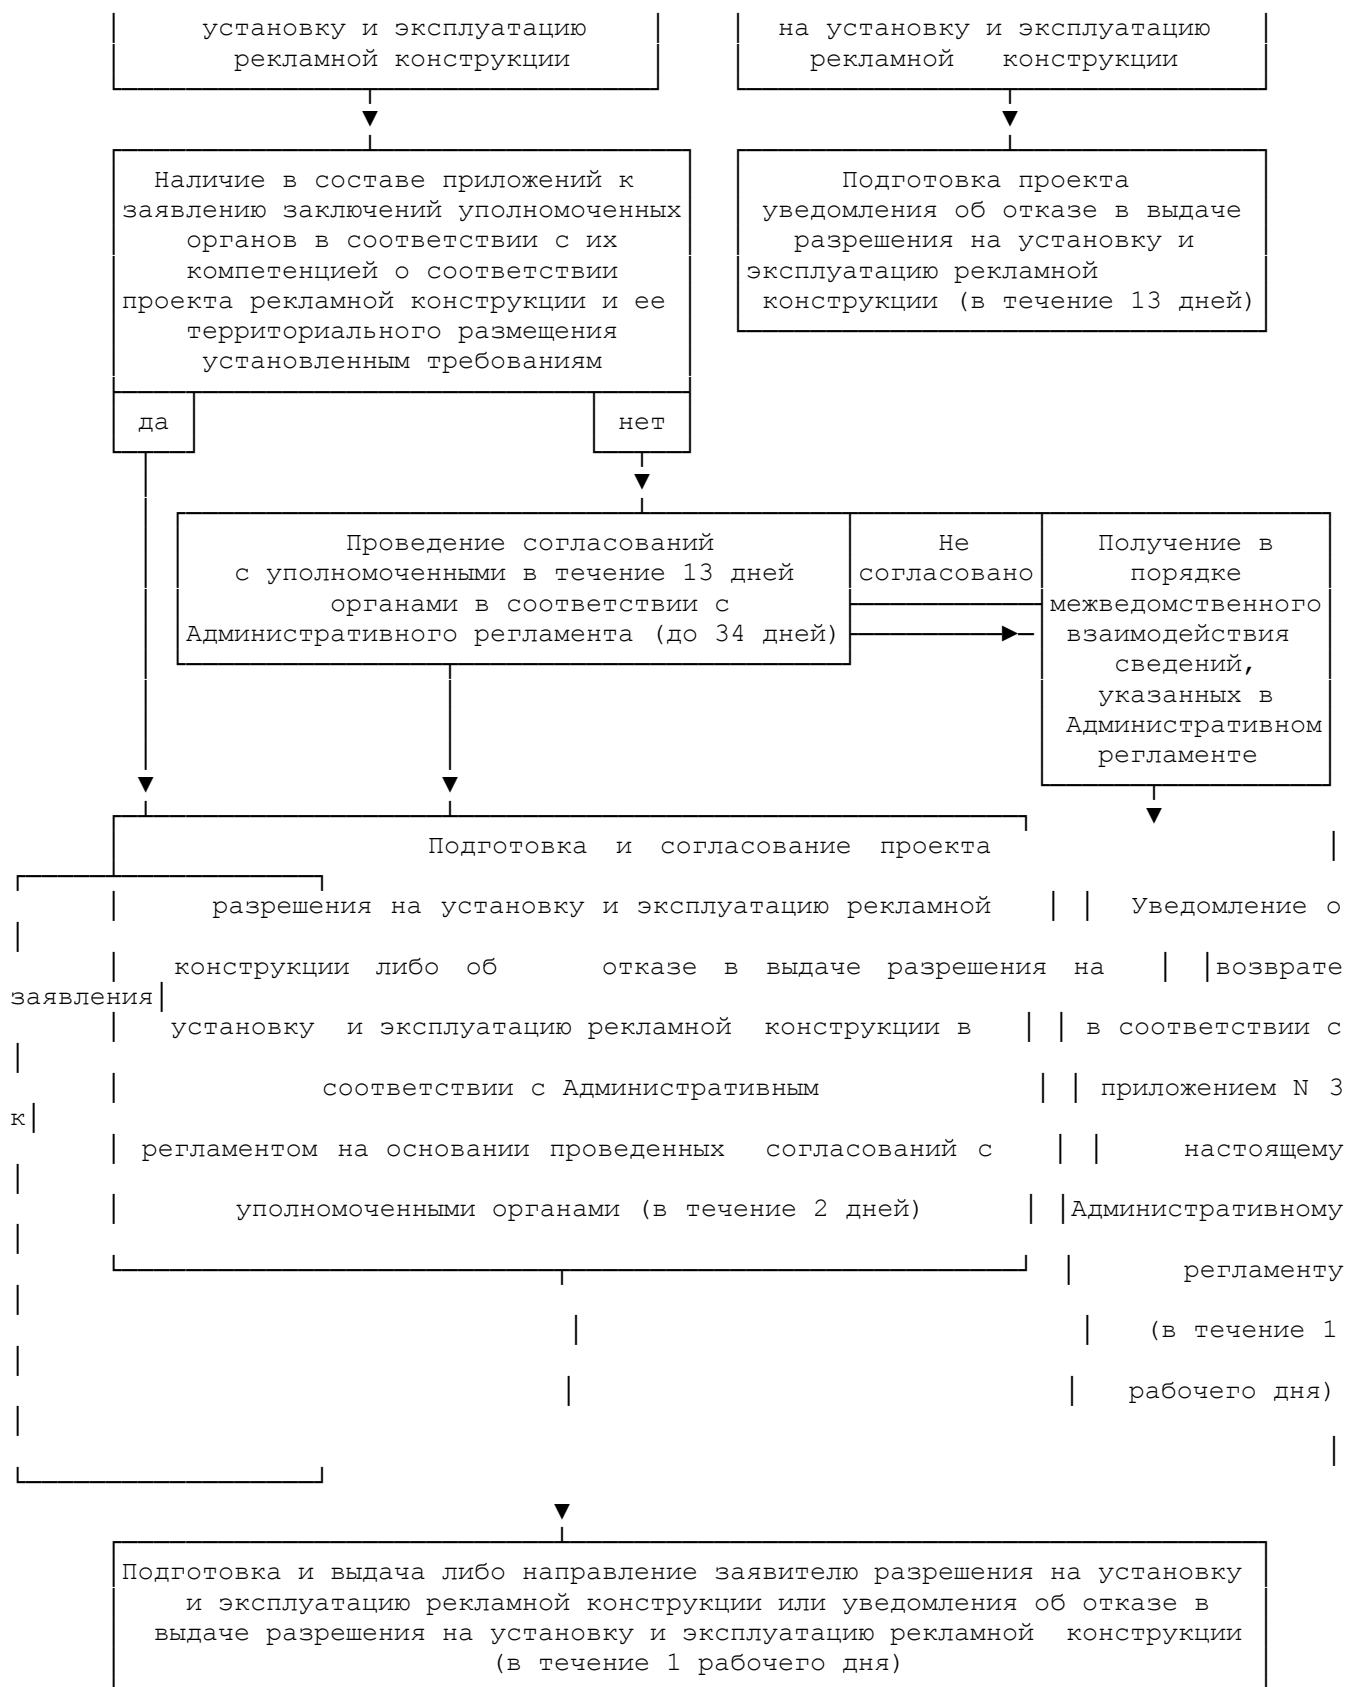 установку и эксплуатацию
рекламной конструкции
на установку и эксплуатацию
рекламной конструкции
Наличие в составе приложений к
заявлению заключений уполномоченных
органов в соответствии с их
компетенцией о соответствии
проекта рекламной конструкции и ее
территориального размещения
установленным требованиям
да
нет
Подготовка проекта
уведомления об отказе в выдаче
разрешения на установку и
эксплуатацию рекламной
конструкции (в течение 13 дней)
Проведение согласований
с уполномоченными в течение 13 дней
органами в соответствии с
Административного регламента (до 34 дней)
Не
согласовано
Получение в
порядке
межведомственного
взаимодействия
сведений,
указанных в
Административном
регламенте
Подготовка и согласование проекта
разрешения на установку и эксплуатацию рекламной Уведомление о
конструкции либо об отказе в выдаче разрешения на возврате
заявления
установку и эксплуатацию рекламной конструкции в в соответствии с
соответствии с Административным приложением N 3
к
регламентом на основании проведенных согласований с настоящему
уполномоченными органами (в течение 2 дней) Административному
регламенту
(в течение 1
рабочего дня)
Подготовка и выдача либо направление заявителю разрешения на установку
и эксплуатацию рекламной конструкции или уведомления об отказе в
выдаче разрешения на установку и эксплуатацию рекламной конструкции
(в течение 1 рабочего дня)